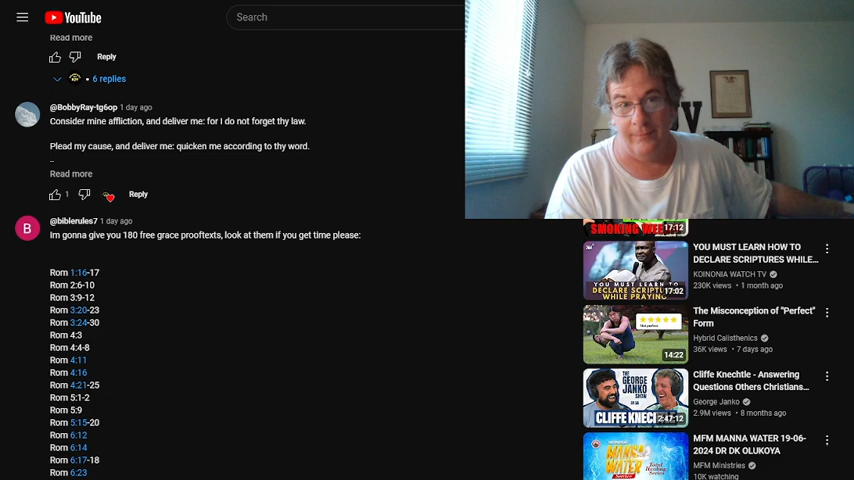 YouTube
Search
Read more
Reply
6 replies
@BobbyRay-tg6op 1 day ago
Consider mine affliction, and deliver me: for I do not forget thy law.
Plead my cause, and deliver me: quicken me according to thy word.
..
Read more
1
Reply
B
@biblerules7 1 day ago
Im gonna give you 180 free grace prooftexts, look at them if you get time please:
Rom 1:16-17
Rom 2:6-10
Rom 3:9-12
Rom 3:20-23
Rom 3:24-30
Rom 4:3
Rom 4:4-8
Rom 4:11
Rom 4:16
Rom 4:21-25
Rom 5:1-2
Rom 5:9
Rom 5:15-20
Rom 6:12
Rom 6:14
Rom 6:17-18
Rom 6:23
V
SMOKING WEE
17:12
YOU MUST LEARN TO
DECLARE SCRIPTU
WHILE PRAYING
17:02
YOU MUST LEARN HOW TO
DECLARE SCRIPTURES WHILE...
KOINONIA WATCH TV
230K views • 1 month ago
14:22
The Misconception of "Perfect"
Form
Hybrid Calisthenics
36K views • 7 days ago
THE
GEORGE
JANKO
SHOW
CLIFFE KNEC
2:47:12
Cliffe Knechtle - Answering
Questions Others Christians...
George Janko
2.9M views • 8 months ago
MANNA
WATER
MFM MANNA WATER 19-06-
2024 DR DK OLUKOYA
MFM Ministries
10K watching